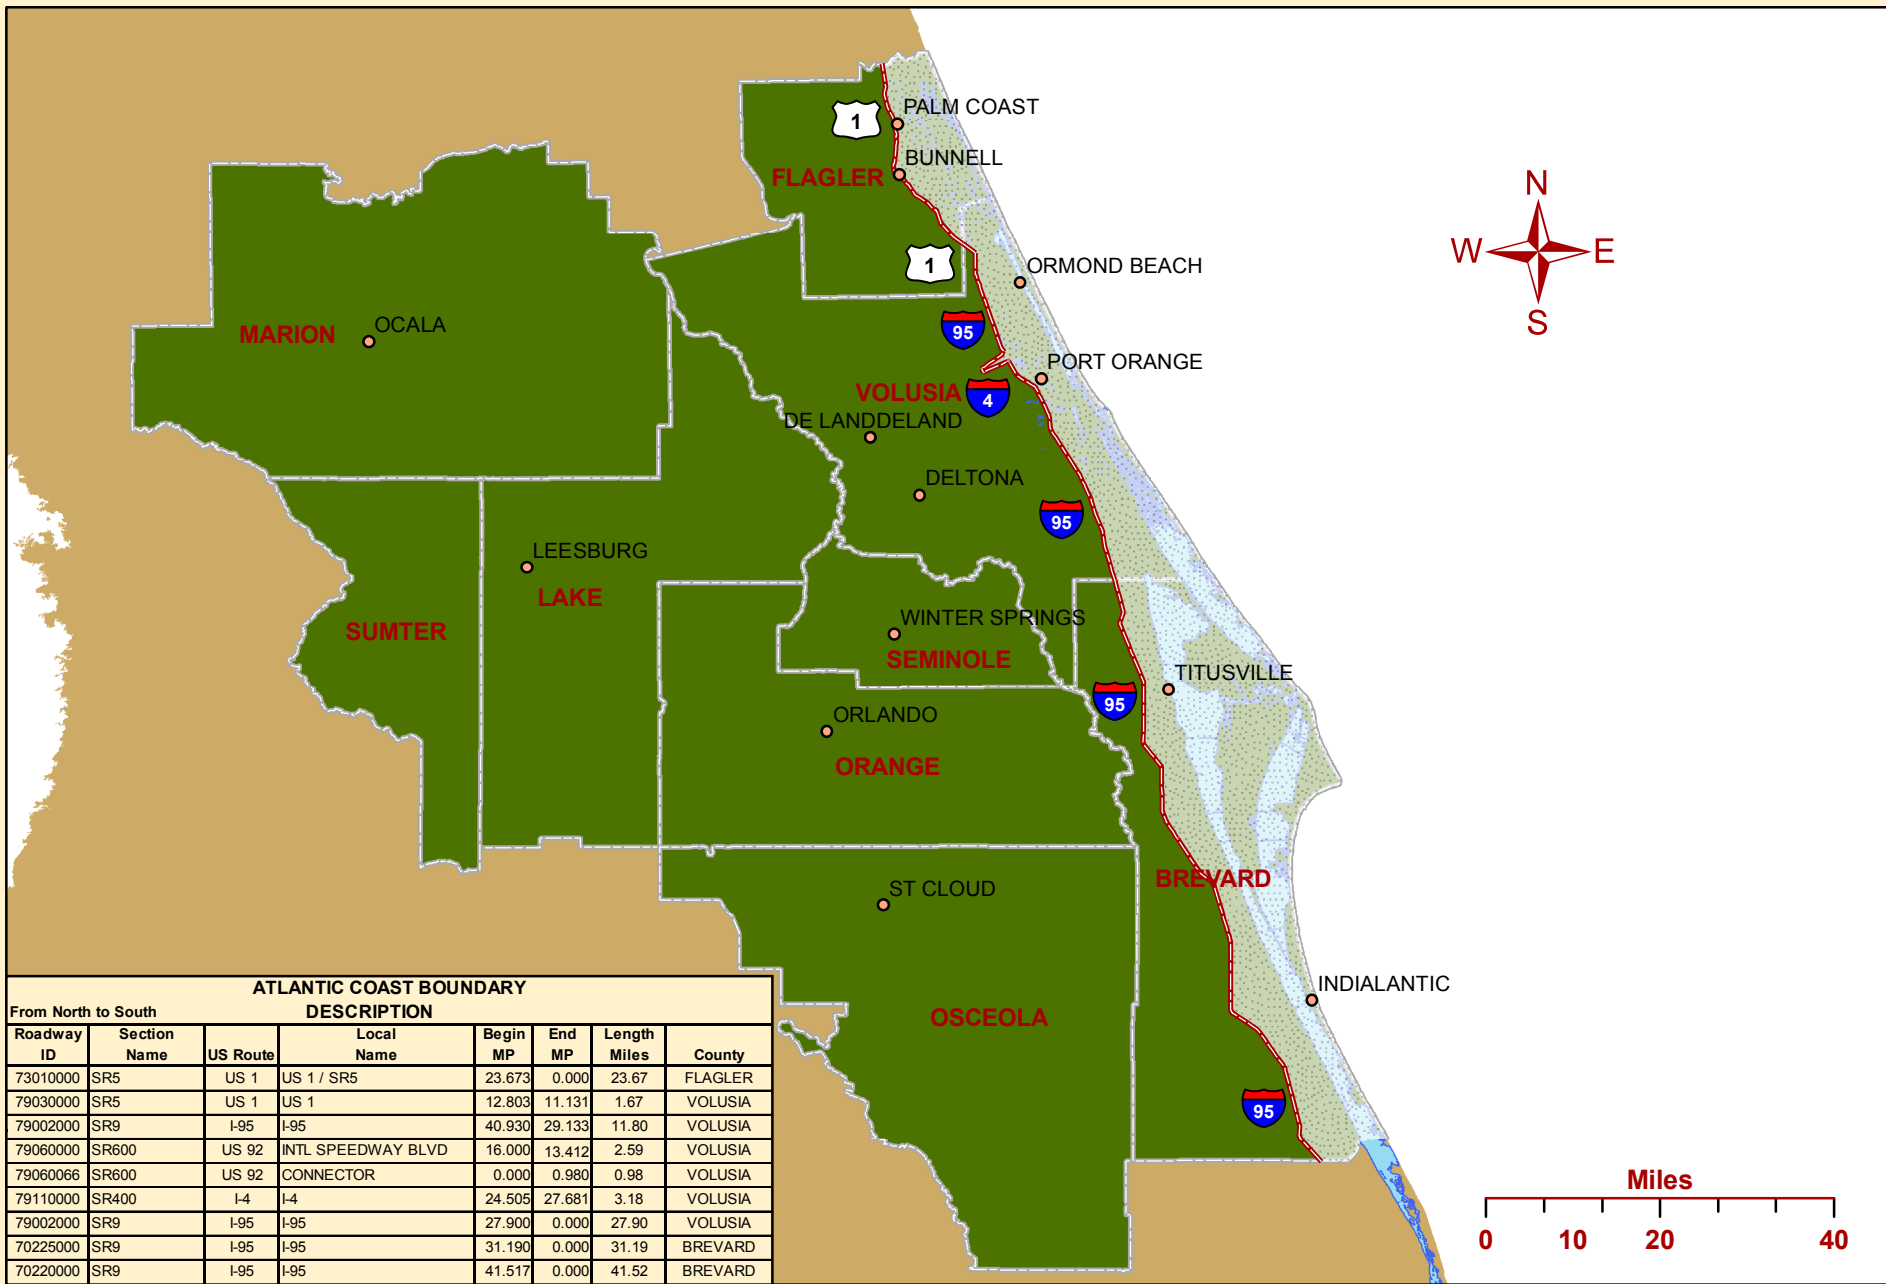 PALM COAST
1
BUNNELL
FLAGLER
N
W E
S
1
ORMOND BEACH
MARION
OCALA
95
PORT ORANGE
VOLUSIA
4
DE LANDDELAND
DELTONA
95
LEESBURG
LAKE
SUMTER
WINTER SPRINGS
SEMINOLE
TITUSVILLE
95
ORLANDO
ORANGE
BREVARD
ST CLOUD
INDIALANTIC
OSCEOLA
95
Miles
0 10 20 40
ATLANTIC COAST BOUNDARY
From North to South DESCRIPTION
Roadway Section Local Begin End Length
ID Name US Route Name MP MP Miles County
73010000 SR5 US 1 US 1 / SR5 23.673 0.000 23.67 FLAGLER
79030000 SR5 US 1 US 1 12.803 11.131 1.67 VOLUSIA
79002000 SR9 I-95 I-95 40.930 29.133 11.80 VOLUSIA
79060000 SR600 US 92 INTL SPEEDWAY BLVD 16.000 13.412 2.59 VOLUSIA
79060066 SR600 US 92 CONNECTOR 0.000 0.980 0.98 VOLUSIA
79110000 SR400 I-4 I-4 24.505 27.681 3.18 VOLUSIA
79002000 SR9 I-95 I-95 27.900 0.000 27.90 VOLUSIA
70225000 SR9 I-95 I-95 31.190 0.000 31.19 BREVARD
70220000 SR9 I-95 I-95 41.517 0.000 41.52 BREVARD